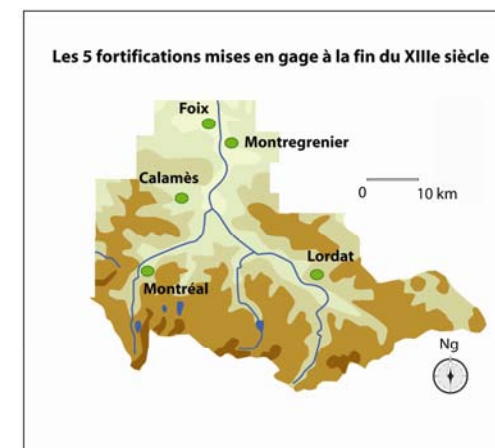 Les 5 fortifications mises en gage à la fin du XIIIe siècle
Foix
Montregrenier
Calamès
0 10 km
Lordat
Montréal
Ng